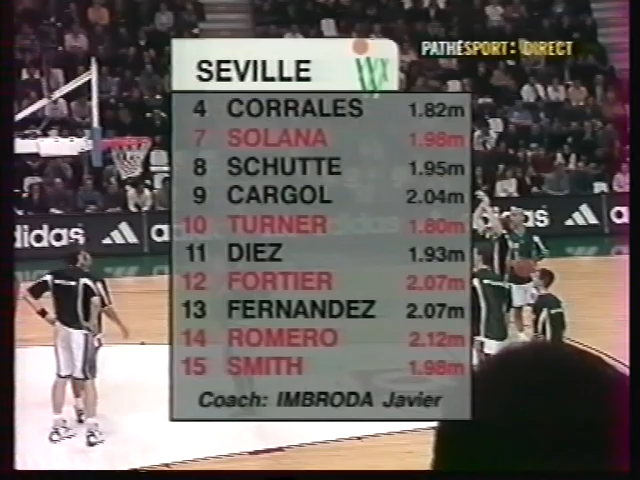 PATHÉSPORT: DIRECT
SEVILLE
4 CORRALES 1.82m
7 SOLANA 1.98m
8 SCHUTTE 1.95m
9 CARGOL 2.04m
10 TURNER 1.80m
11 DIEZ 1.93m
12 FORTIER 2.07m
13 FERNANDEZ 2.07m
14 ROMERO 2.12m
15 SMITH 1.98m
Coach: IMBRODA Javier
didas
adidas